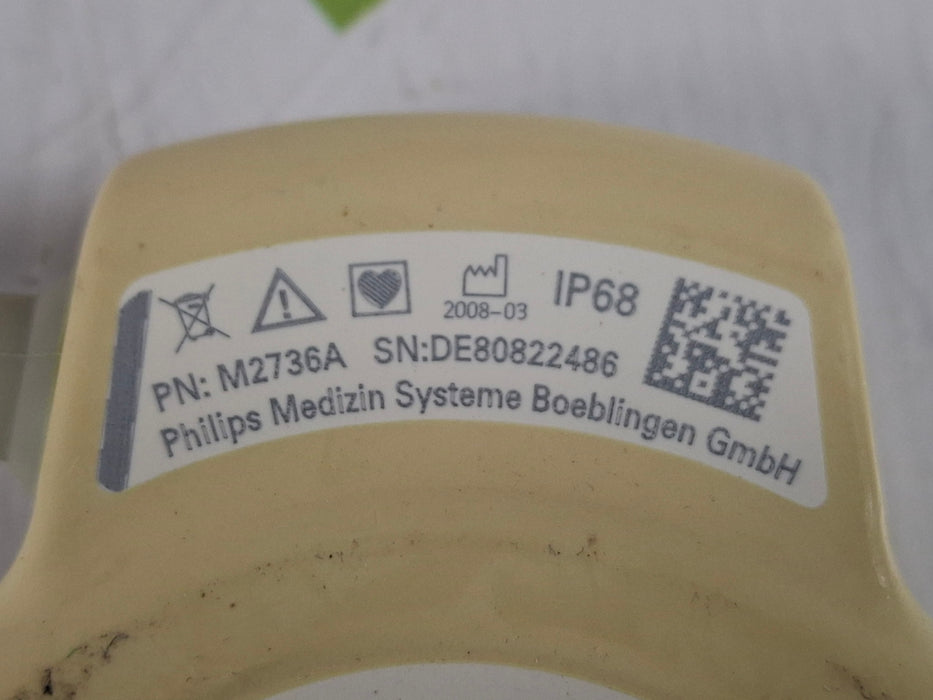 2008-03 IP68
PN: M2736A SN:DE80822486
Philips Medizin Systeme Boeblingen GmbH